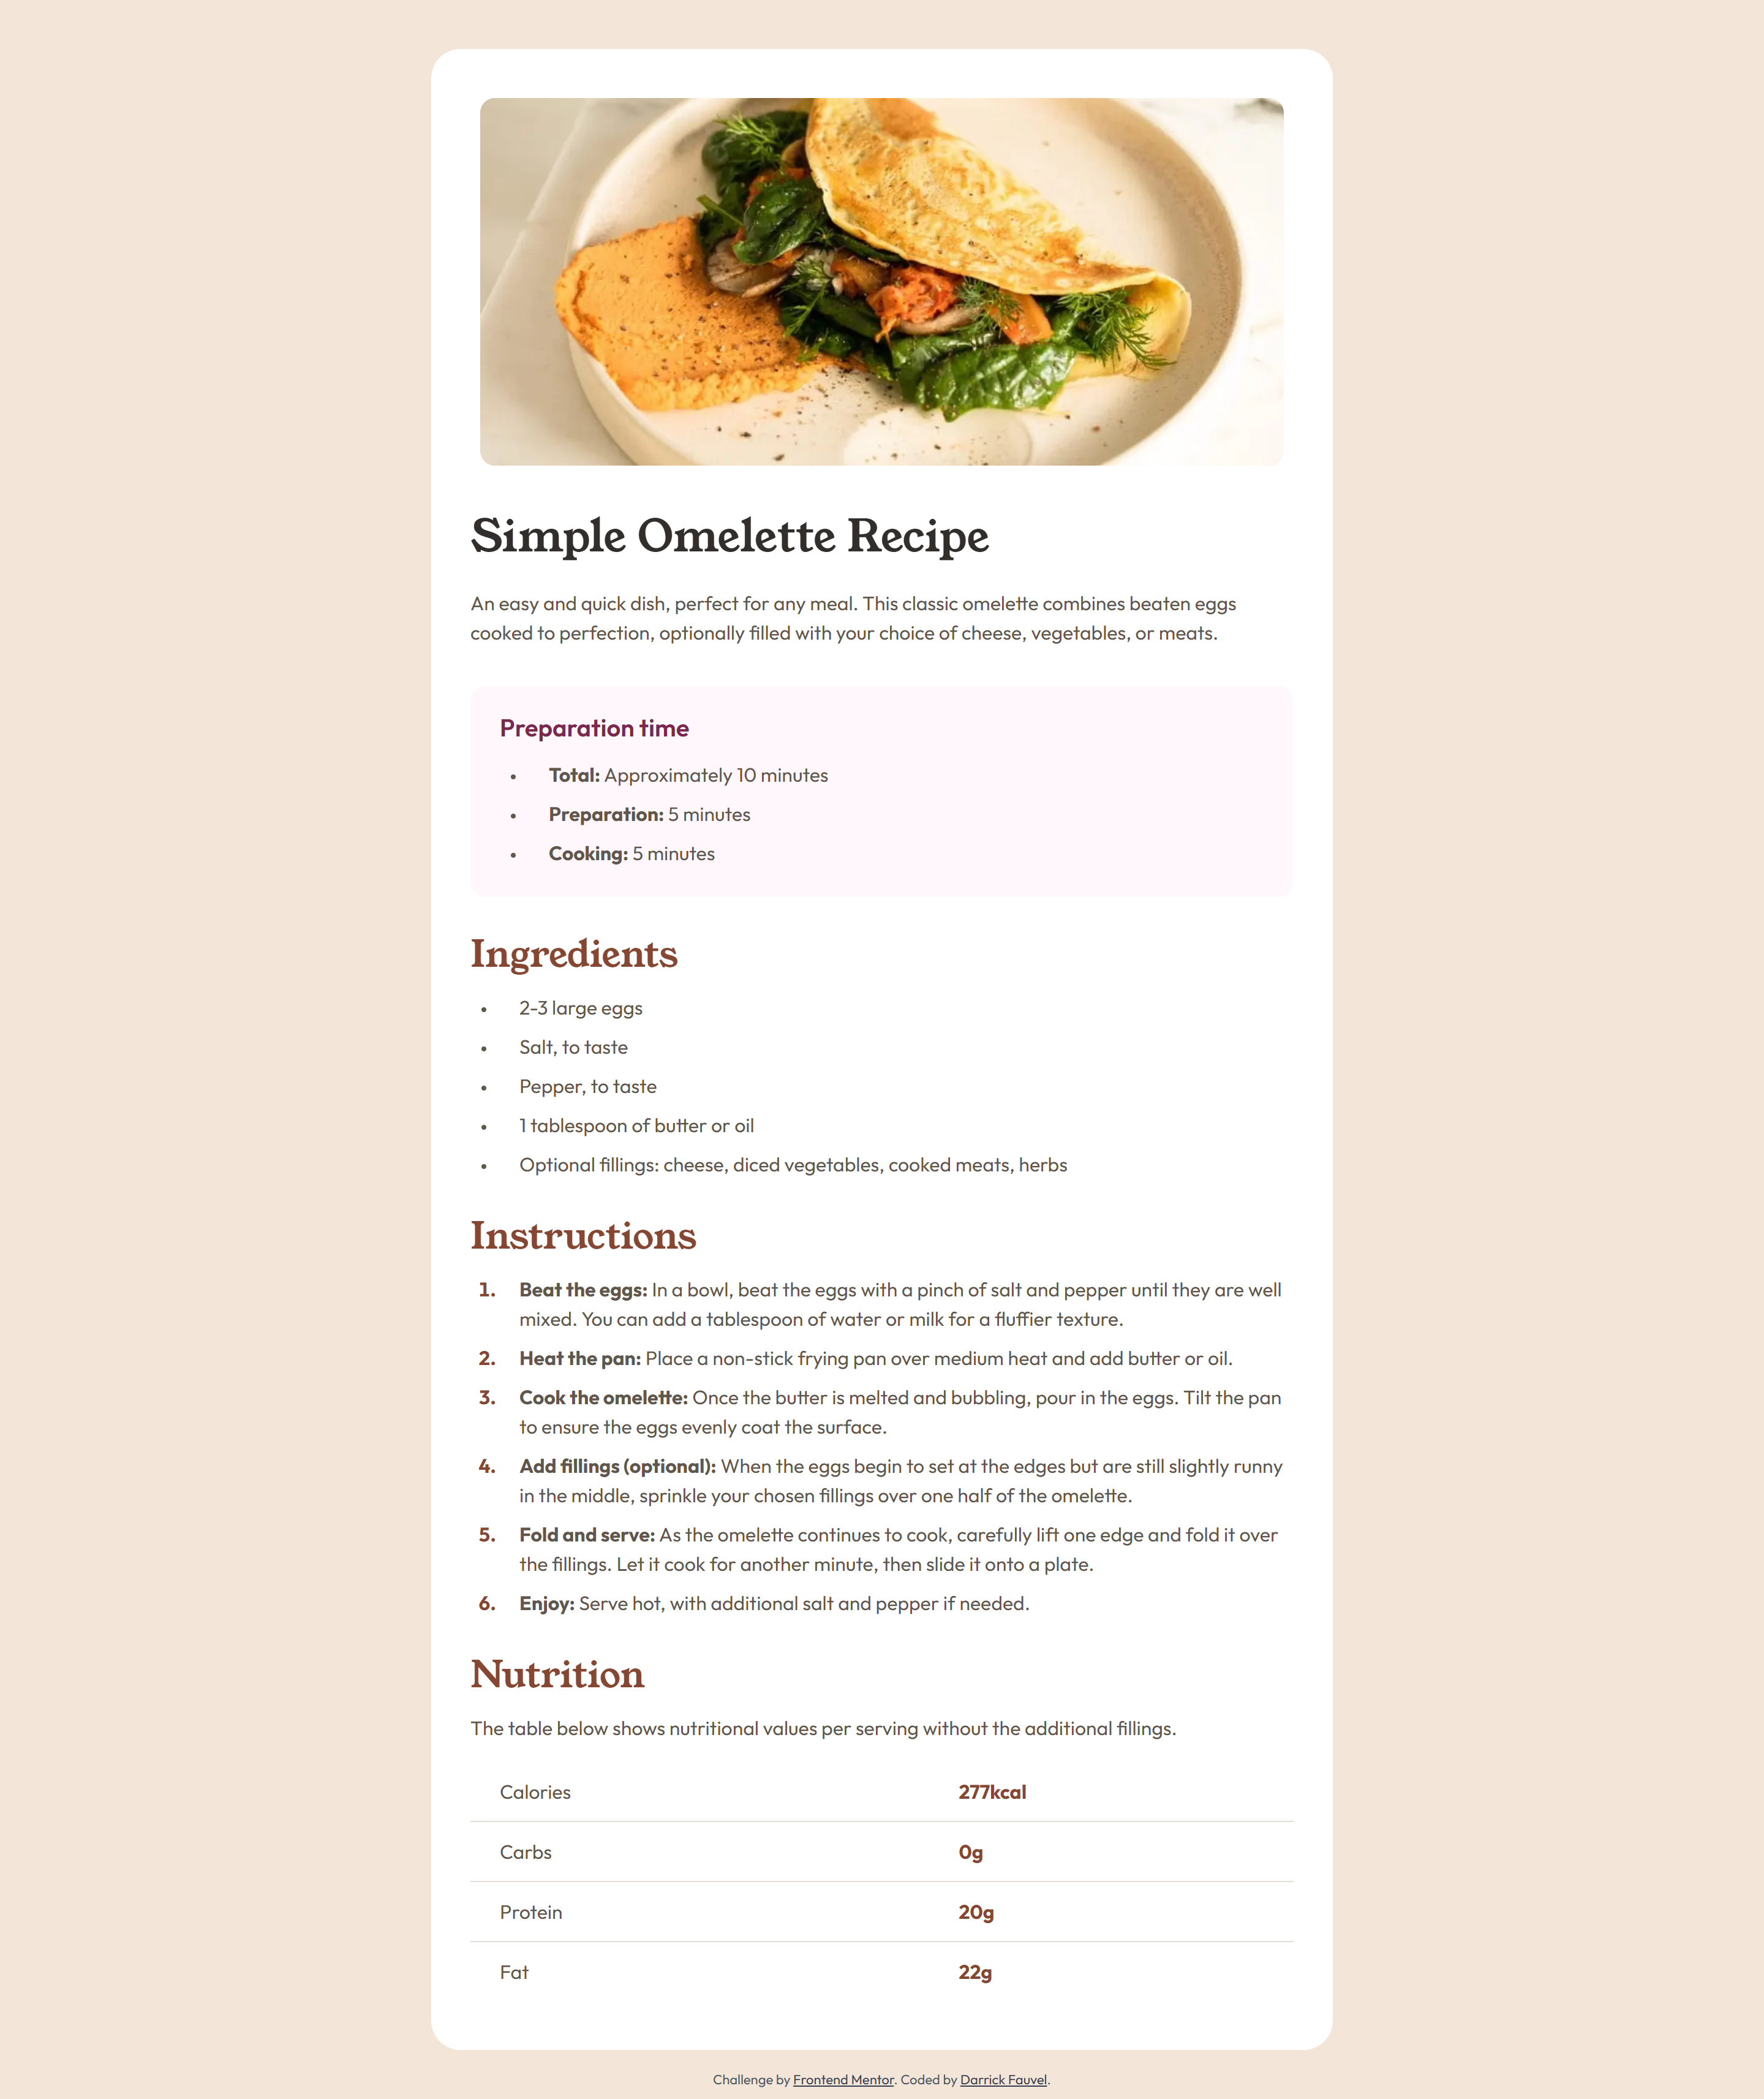 Simple Omelette Recipe
An easy and quick dish, perfect for any meal. This classic omelette combines beaten eggs
cooked to perfection, optionally filled with your choice of cheese, vegetables, or meats.
Preparation time
• Total: Approximately 10 minutes
• Preparation: 5 minutes
• Cooking: 5 minutes
Ingredients
• 2-3 large eggs
• Salt, to taste
• Pepper, to taste
• 1 tablespoon of butter or oil
• Optional fillings: cheese, diced vegetables, cooked meats, herbs
Instructions
1. Beat the eggs: In a bowl, beat the eggs with a pinch of salt and pepper until they are well
mixed. You can add a tablespoon of water or milk for a fluffier texture.
2. Heat the pan: Place a non-stick frying pan over medium heat and add butter or oil.
3. Cook the omelette: Once the butter is melted and bubbling, pour in the eggs. Tilt the pan
to ensure the eggs evenly coat the surface.
4. Add fillings (optional): When the eggs begin to set at the edges but are still slightly runny
in the middle, sprinkle your chosen fillings over one half of the omelette.
5. Fold and serve: As the omelette continues to cook, carefully lift one edge and fold it over
the fillings. Let it cook for another minute, then slide it onto a plate.
6. Enjoy: Serve hot, with additional salt and pepper if needed.
Nutrition
The table below shows nutritional values per serving without the additional fillings.
Calories 277kcal
Carbs 0g
Protein 20g
Fat 22g
Challenge by Frontend Mentor. Coded by Darrick Fauvel.